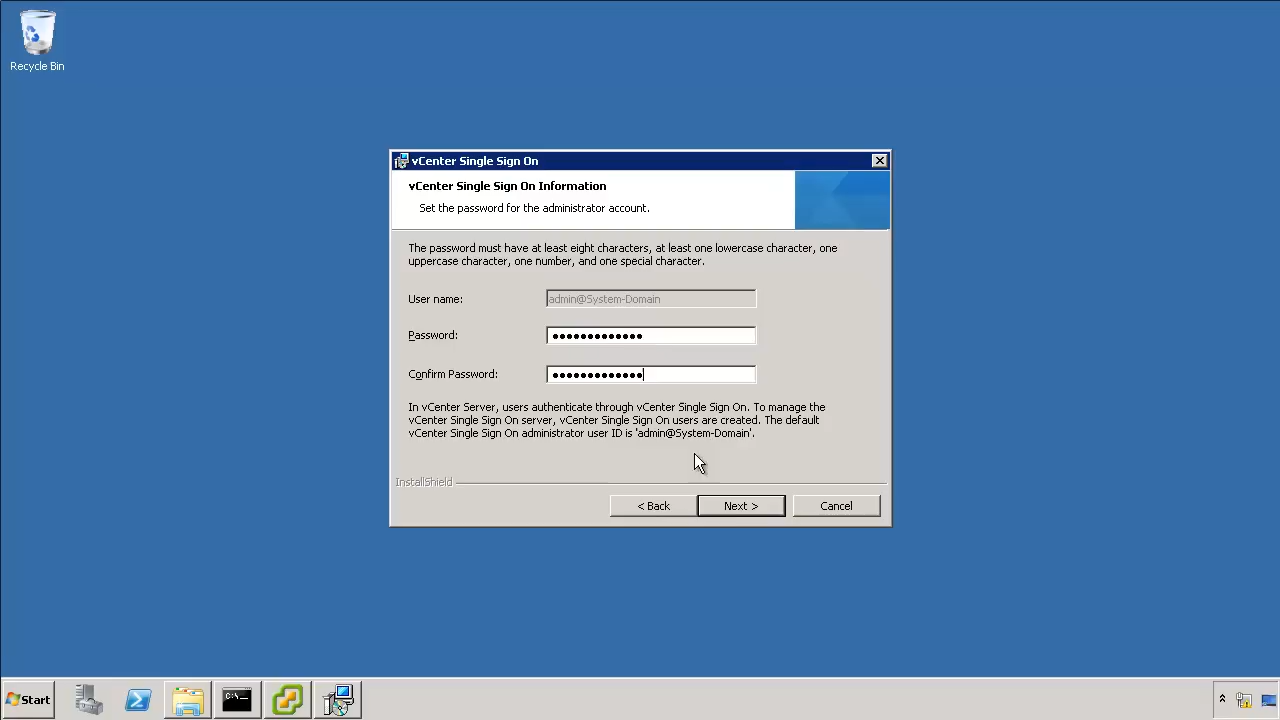 Recycle Bin
vCenter Single Sign On
vCenter Single Sign On Information
Set the password for the administrator account.
The password must have at least eight characters, at least one lowercase character, one
uppercase character, one number, and one special character.
User name:
admin@System-Domain
Password:
•••••••••••••
Confirm Password:
•••••••••••••
In vCenter Server, users authenticate through vCenter Single Sign On. To manage the
vCenter Single Sign On server, vCenter Single Sign On users are created. The default
vCenter Single Sign On administrator user ID is 'admin@System-Domain'.
InstallShield
< Back
Next >
Cancel
Start
C:\